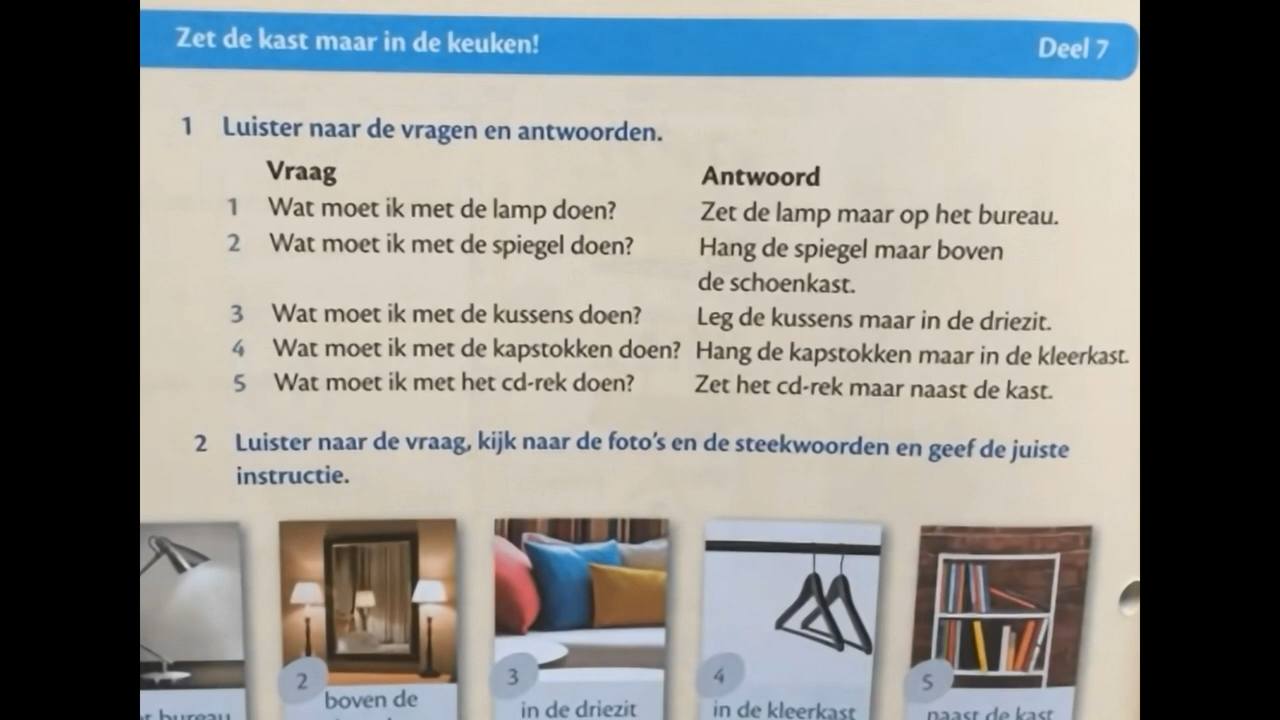 Zet de kast maar in de keuken! Deel 7
1 Luister naar de vragen en antwoorden.
Vraag Antwoord
1 Wat moet ik met de lamp doen? Zet de lamp maar op het bureau.
2 Wat moet ik met de spiegel doen? Hang de spiegel maar boven
de schoenkast.
3 Wat moet ik met de kussens doen? Leg de kussens maar in de driezit.
4 Wat moet ik met de kapstokken doen? Hang de kapstokken maar in de kleerkast.
5 Wat moet ik met het cd-rek doen? Zet het cd-rek maar naast de kast.
2 Luister naar de vraag, kijk naar de foto's en de steekwoorden en geef de juiste
instructie.
2 3 4 5
boven de
bureau in de driezit in de kleerkast naast de kast